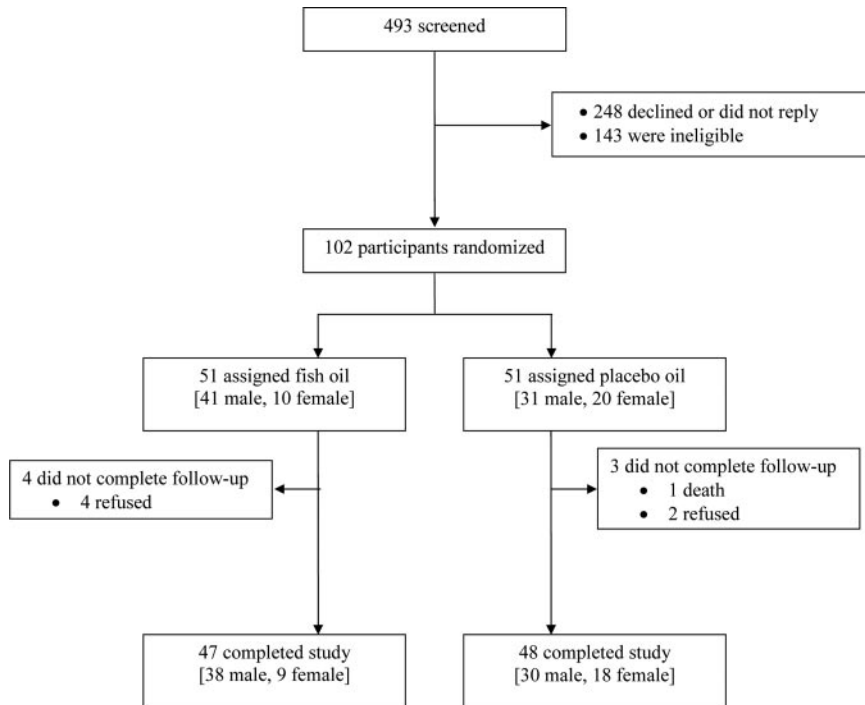 493 screened
• 248 declined or did not reply
• 143 were ineligible
102 participants randomized
51 assigned fish oil
[41 male, 10 female]
51 assigned placebo oil
[31 male, 20 female]
4 did not complete follow-up
• 4 refused
3 did not complete follow-up
• 1 death
• 2 refused
47 completed study
[38 male, 9 female]
48 completed study
[30 male, 18 female]